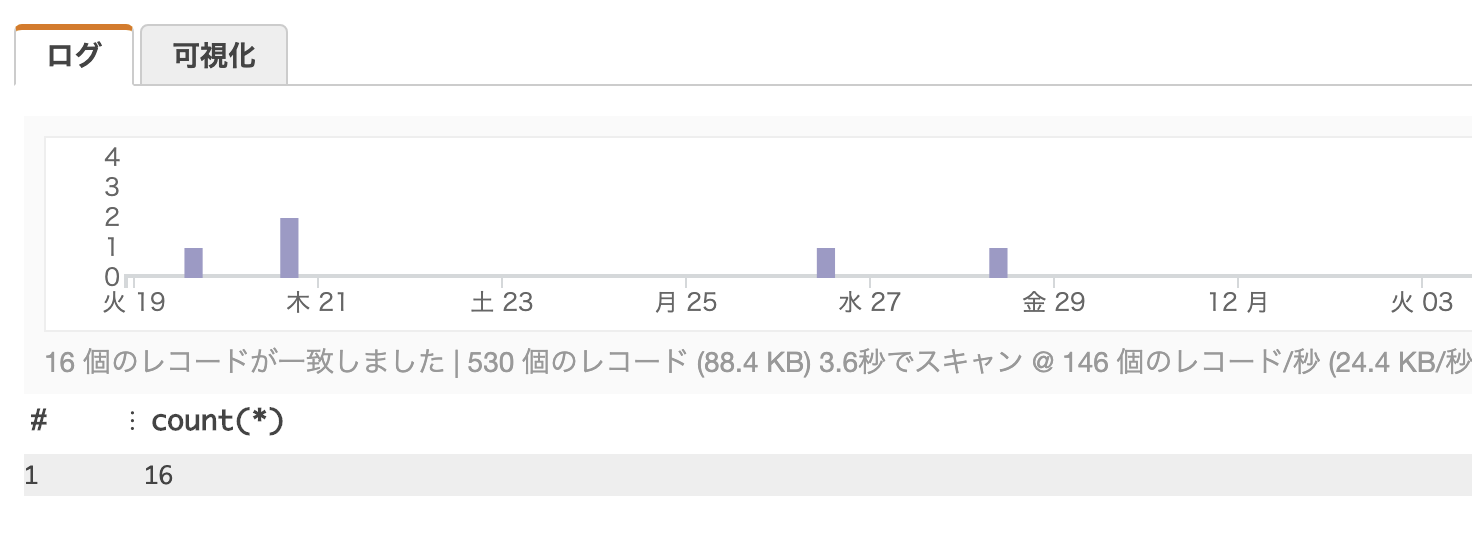 ログ 可視化
4
3
2
1
0
火 19 木 21 土 23 月 25 水 27 金 29 12 月 火 03
16 個のレコードが一致しました | 530 個のレコード (88.4 KB) 3.6秒でスキャン @ 146 個のレコード/秒 (24.4 KB/秒
# : count(*)
1 16